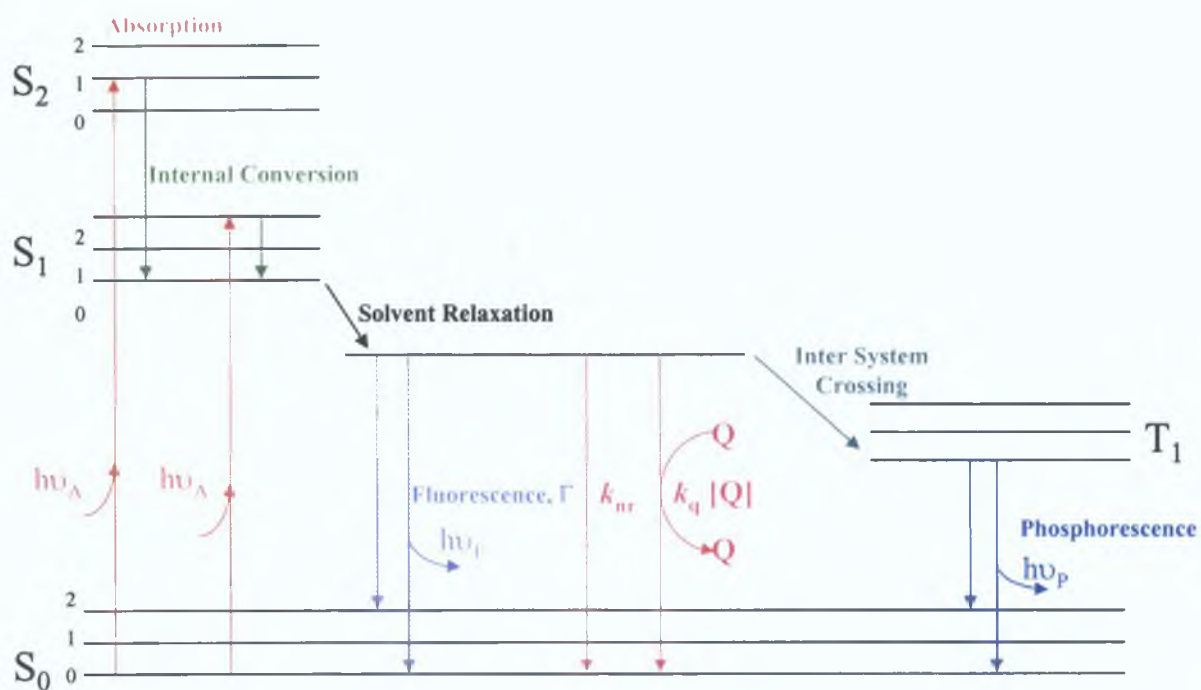 Absorption
2
S2
1
0
Internal Conversion
S1
2
1
0
Solvent Relaxation
Inter System
Crossing
T1
hυA
hυA
Fluorescence, Γ
hυf
knr
kq [Q]
Q
Q
Phosphorescence
hυP
2
1
S0
0